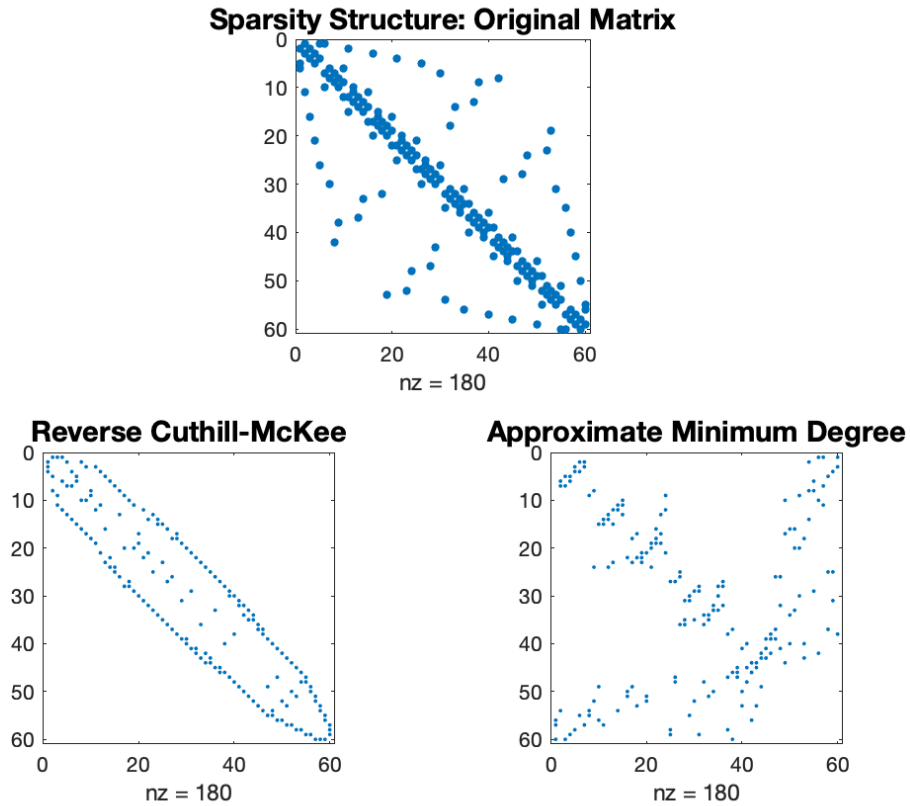 Sparsity Structure: Original Matrix
0
10
20
30
40
50
60
0 20 40 60
nz = 180
Reverse Cuthill-McKee
0
10
20
30
40
50
60
0 20 40 60
nz = 180
Approximate Minimum Degree
0
10
20
30
40
50
60
0 20 40 60
nz = 180